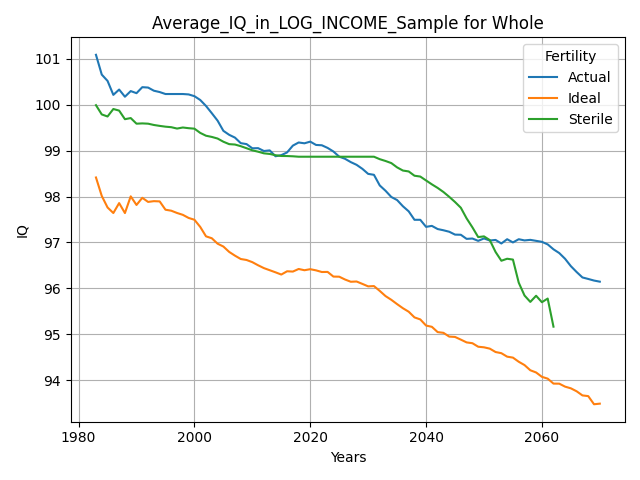 Average_IQ_in_LOG_INCOME_Sample for Whole
Fertility
Actual
Ideal
Sterile
IQ
101
100
99
98
97
96
95
94
1980
2000
2020
2040
2060
Years